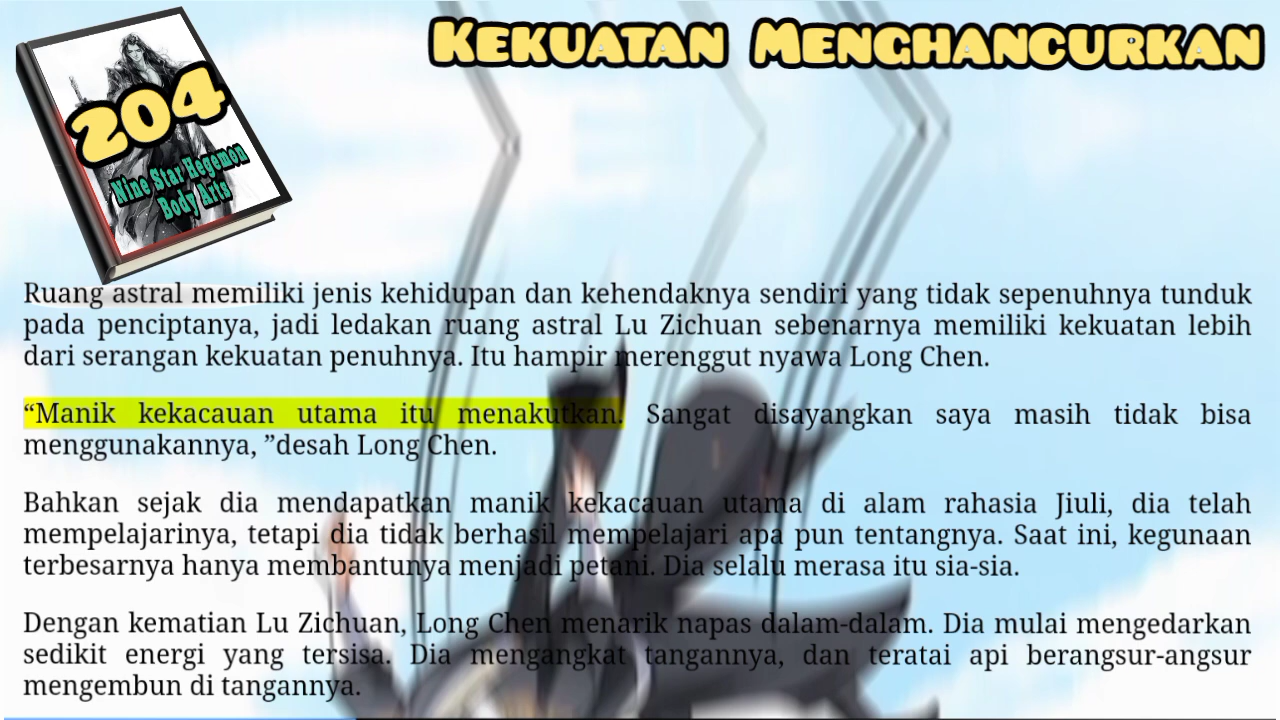 Kekuatan Menghancurkan
204
Nine Star Hegemon
Body Arts
Ruang astral memiliki jenis kehidupan dan kehendaknya sendiri yang tidak sepenuhnya tunduk
pada penciptanya, jadi ledakan ruang astral Lu Zichuan sebenarnya memiliki kekuatan lebih
dari serangan kekuatan penuhnya. Itu hampir merenggut nyawa Long Chen.
“Manik kekacauan utama itu menakutkan. Sangat disayangkan saya masih tidak bisa
menggunakannya, ”desah Long Chen.
Bahkan sejak dia mendapatkan manik kekacauan utama di alam rahasia Jiuli, dia telah
mempelajarinya, tetapi dia tidak berhasil mempelajari apa pun tentangnya. Saat ini, kegunaan
terbesarnya hanya membantunya menjadi petani. Dia selalu merasa itu sia-sia.
Dengan kematian Lu Zichuan, Long Chen menarik napas dalam-dalam. Dia mulai mengedarkan
sedikit energi yang tersisa. Dia mengangkat tangannya, dan teratai api berangsur-angsur
mengembun di tangannya.